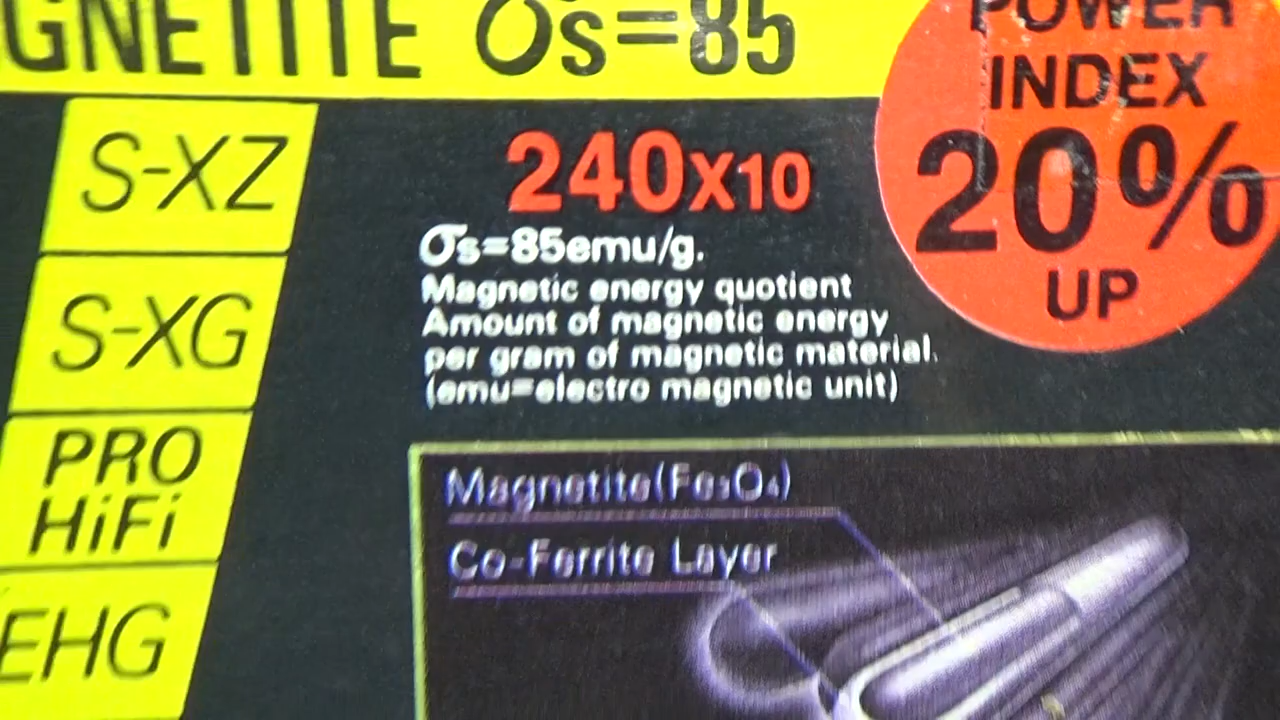 GNETITE σs=85
POWER
INDEX
20%
UP
S-XZ
240x10
σs=85emu/g.
Magnetic energy quotient
Amount of magnetic energy
per gram of magnetic material.
(emu=electro magnetic unit)
S-XG
PRO
HiFi
EHG
Magnetite(Fe₃O₄)
Co-Ferrite Layer